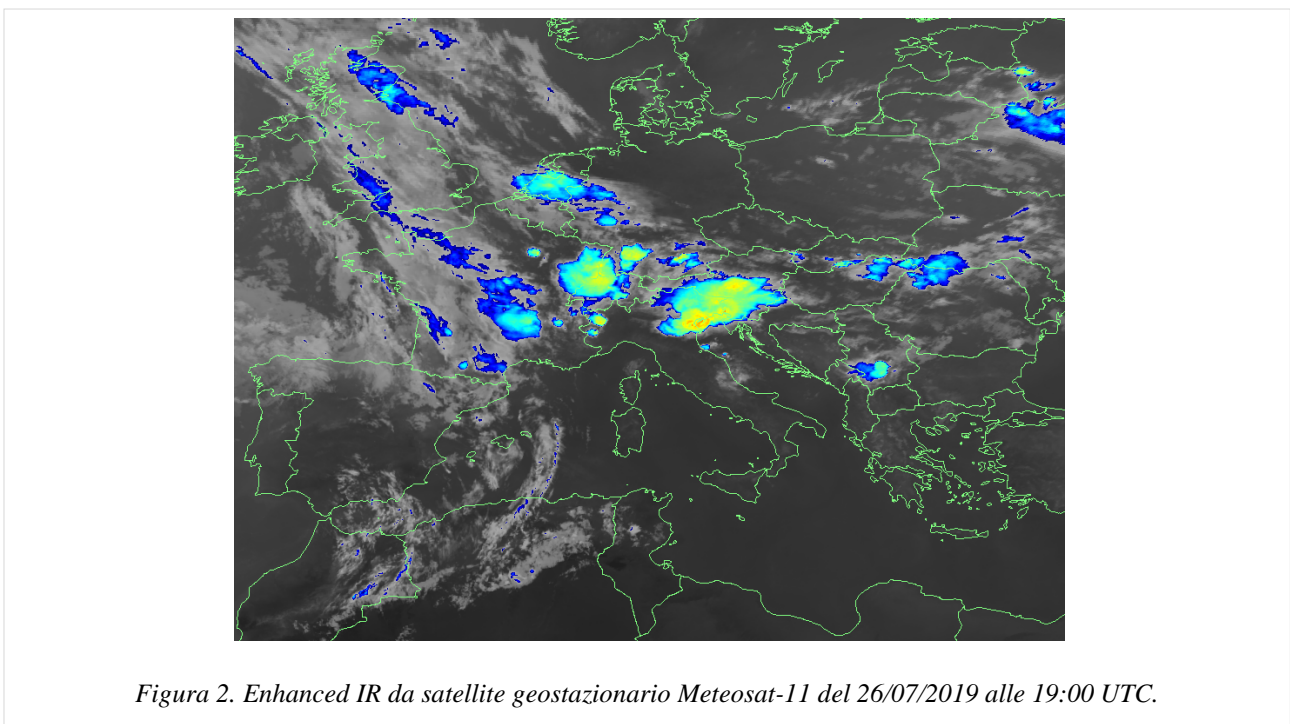 Figura 2. Enhanced IR da satellite geostazionario Meteosat-11 del 26/07/2019 alle 19:00 UTC.